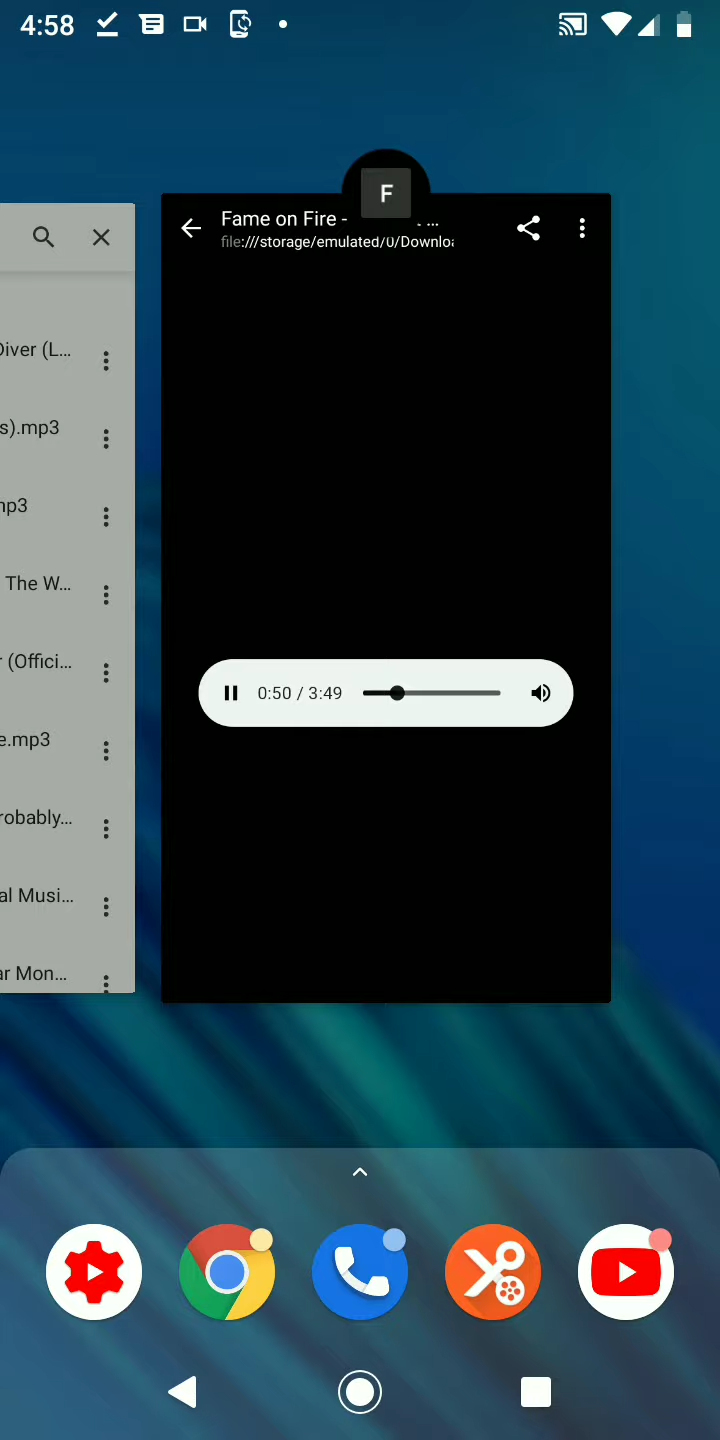 4:58
F
Fame on Fire -
file:///storage/emulated/0/Downloa
Diver (L...
s).mp3
mp3
The W...
(Offici...
e.mp3
robably...
al Musi...
ar Mon...
0:50 / 3:49